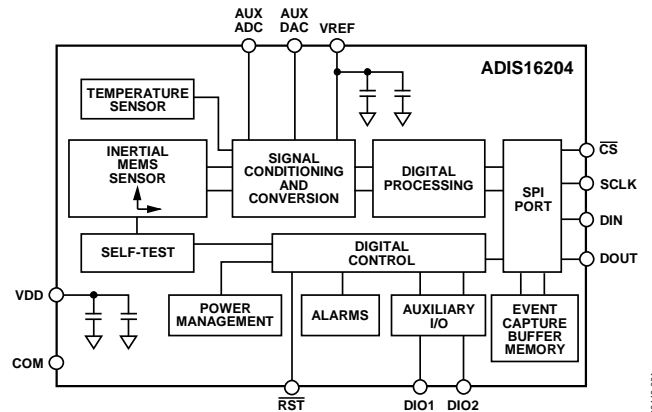 AUX
ADC
AUX
DAC
VREF
ADIS16204
TEMPERATURE
SENSOR
INERTIAL
MEMS
SENSOR
SIGNAL
CONDITIONING
AND
CONVERSION
DIGITAL
PROCESSING
SPI
PORT
CS
SCLK
DIN
DOUT
SELF-TEST
DIGITAL
CONTROL
VDD
POWER
MANAGEMENT
ALARMS
AUXILIARY
I/O
EVENT
CAPTURE
BUFFER
MEMORY
COM
RST
DIO1
DIO2